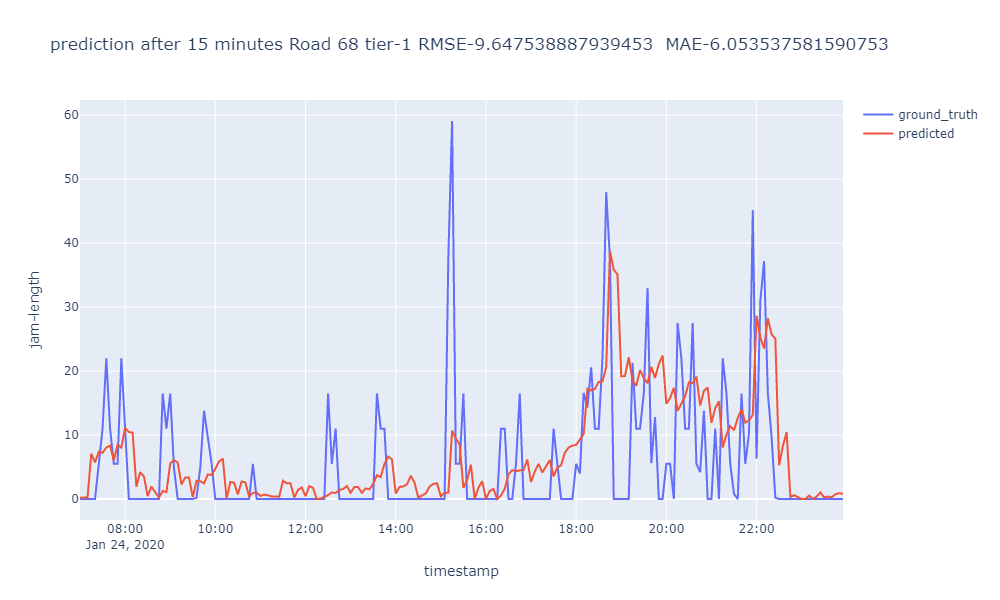 prediction after 15 minutes Road 68 tier-1 RMSE-9.647538887939453  MAE-6.053537581590753
ground_truth
predicted
jam-length
60
50
40
30
20
10
0
08:00 10:00 12:00 14:00 16:00 18:00 20:00 22:00
Jan 24, 2020
timestamp